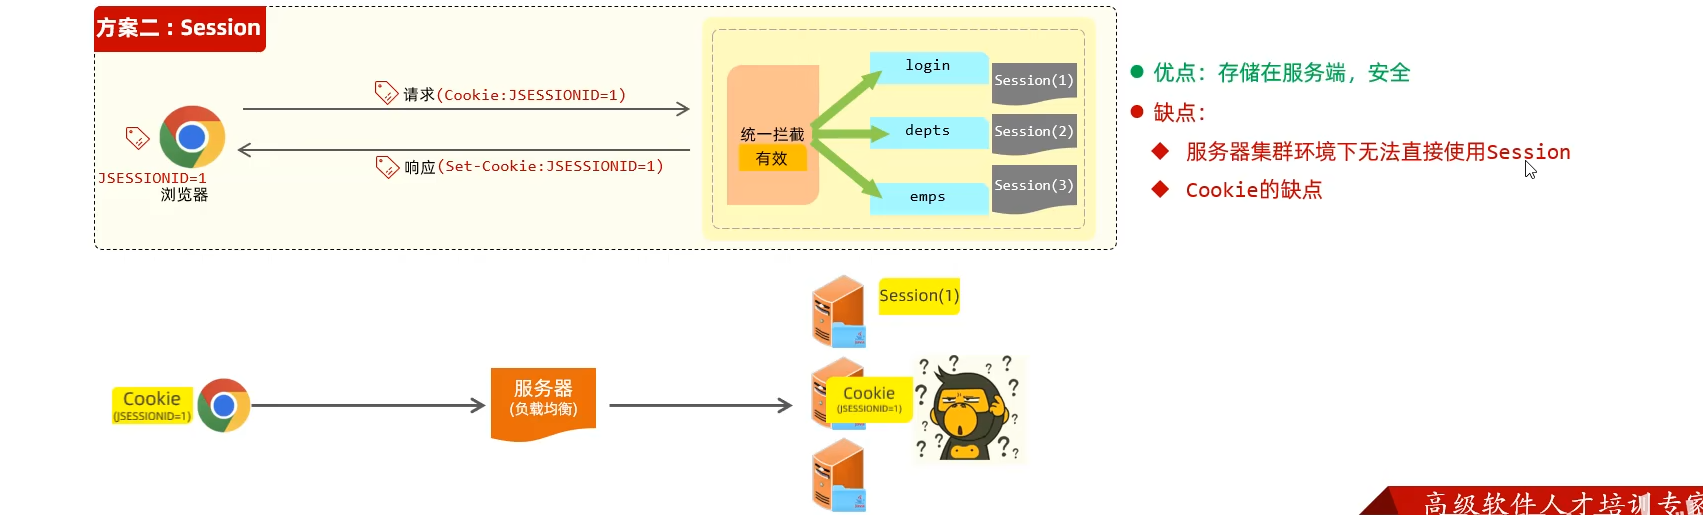 方案二：Session
请求(Cookie:JSESSIONID=1)
响应(Set-Cookie:JSESSIONID=1)
JSESSIONID=1
浏览器
统一拦截
有效
login
depts
emps
Session(1)
Session(2)
Session(3)
优点：存储在服务端，安全
缺点：
服务器集群环境下无法直接使用Session
Cookie的缺点
Cookie
(JSESSIONID=1)
服务器
(负载均衡)
Session(1)
Cookie
(JSESSIONID=1)
高级软件人才培训专家